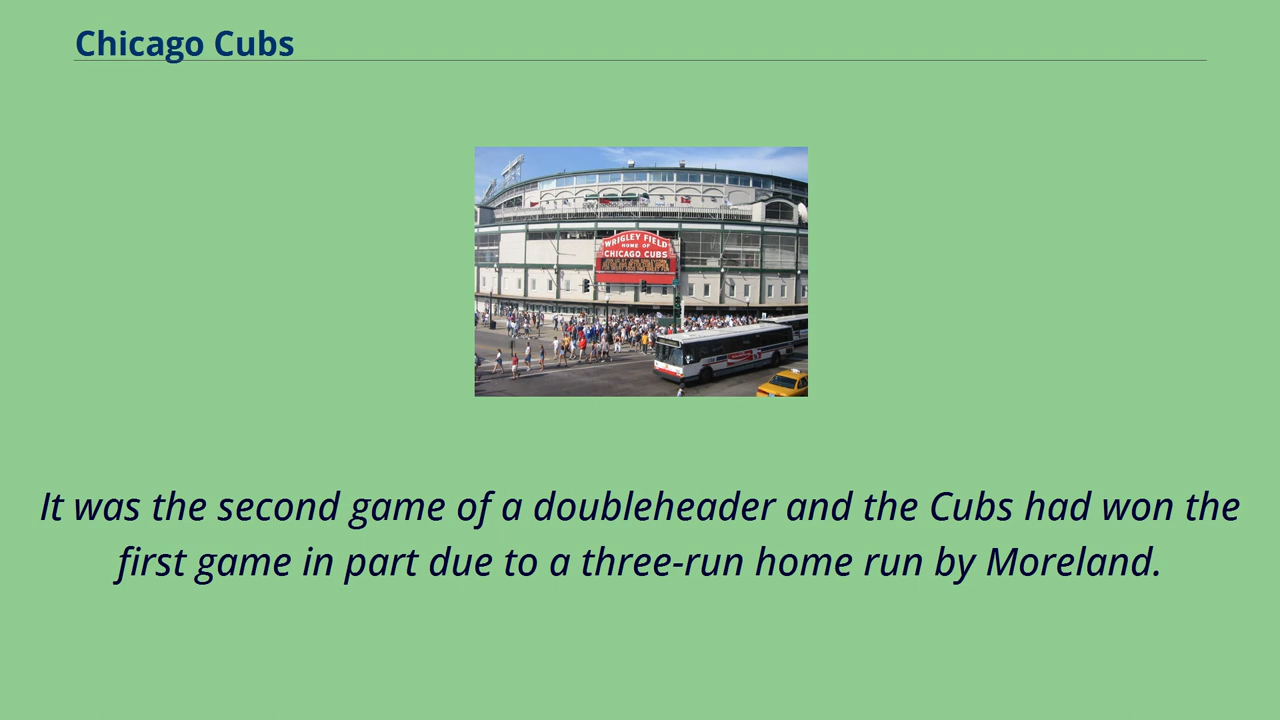 Chicago Cubs
WRIGLEY FIELD
HOME OF
CHICAGO CUBS
It was the second game of a doubleheader and the Cubs had won the
first game in part due to a three-run home run by Moreland.